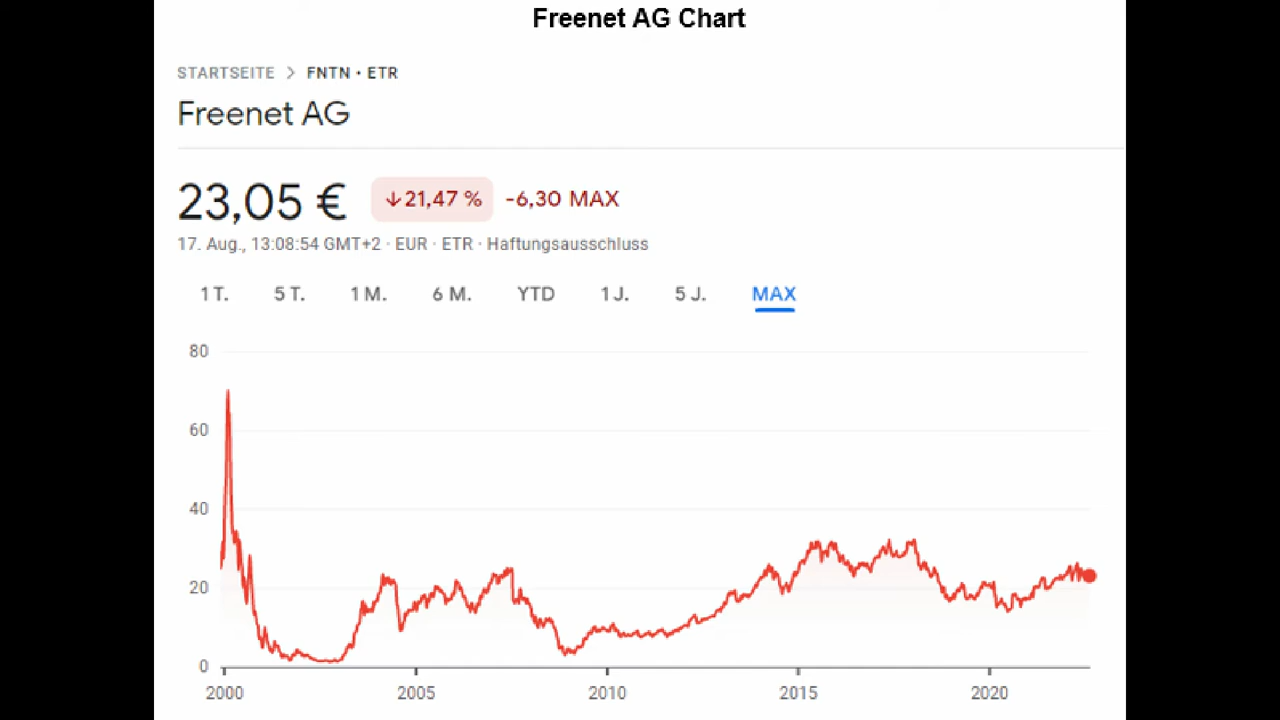 Freenet AG Chart
STARTSEITE > FNTN • ETR
Freenet AG
23,05 € ↓21,47 % -6,30 MAX
17. Aug., 13:08:54 GMT+2 · EUR · ETR · Haftungsausschluss
1 T. 5 T. 1 M. 6 M. YTD 1 J. 5 J. MAX
80
60
40
20
0
2000 2005 2010 2015 2020